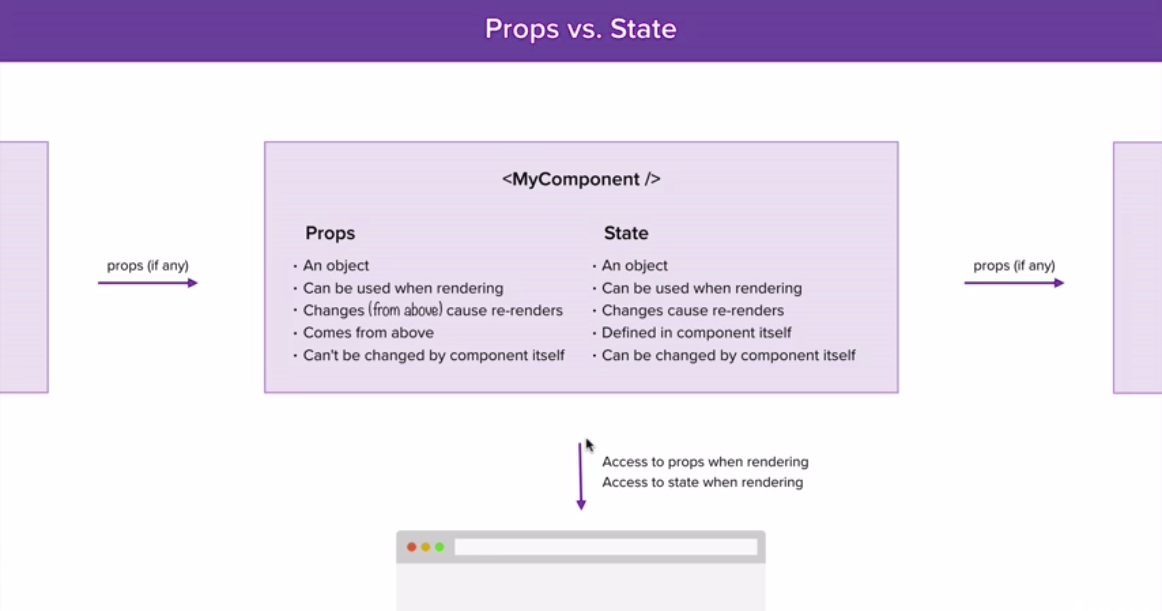 Props vs. State
<MyComponent />
props (if any)
Props
· An object
· Can be used when rendering
· Changes (from above) cause re-renders
· Comes from above
· Can't be changed by component itself
State
· An object
· Can be used when rendering
· Changes cause re-renders
· Defined in component itself
· Can be changed by component itself
props (if any)
Access to props when rendering
Access to state when rendering